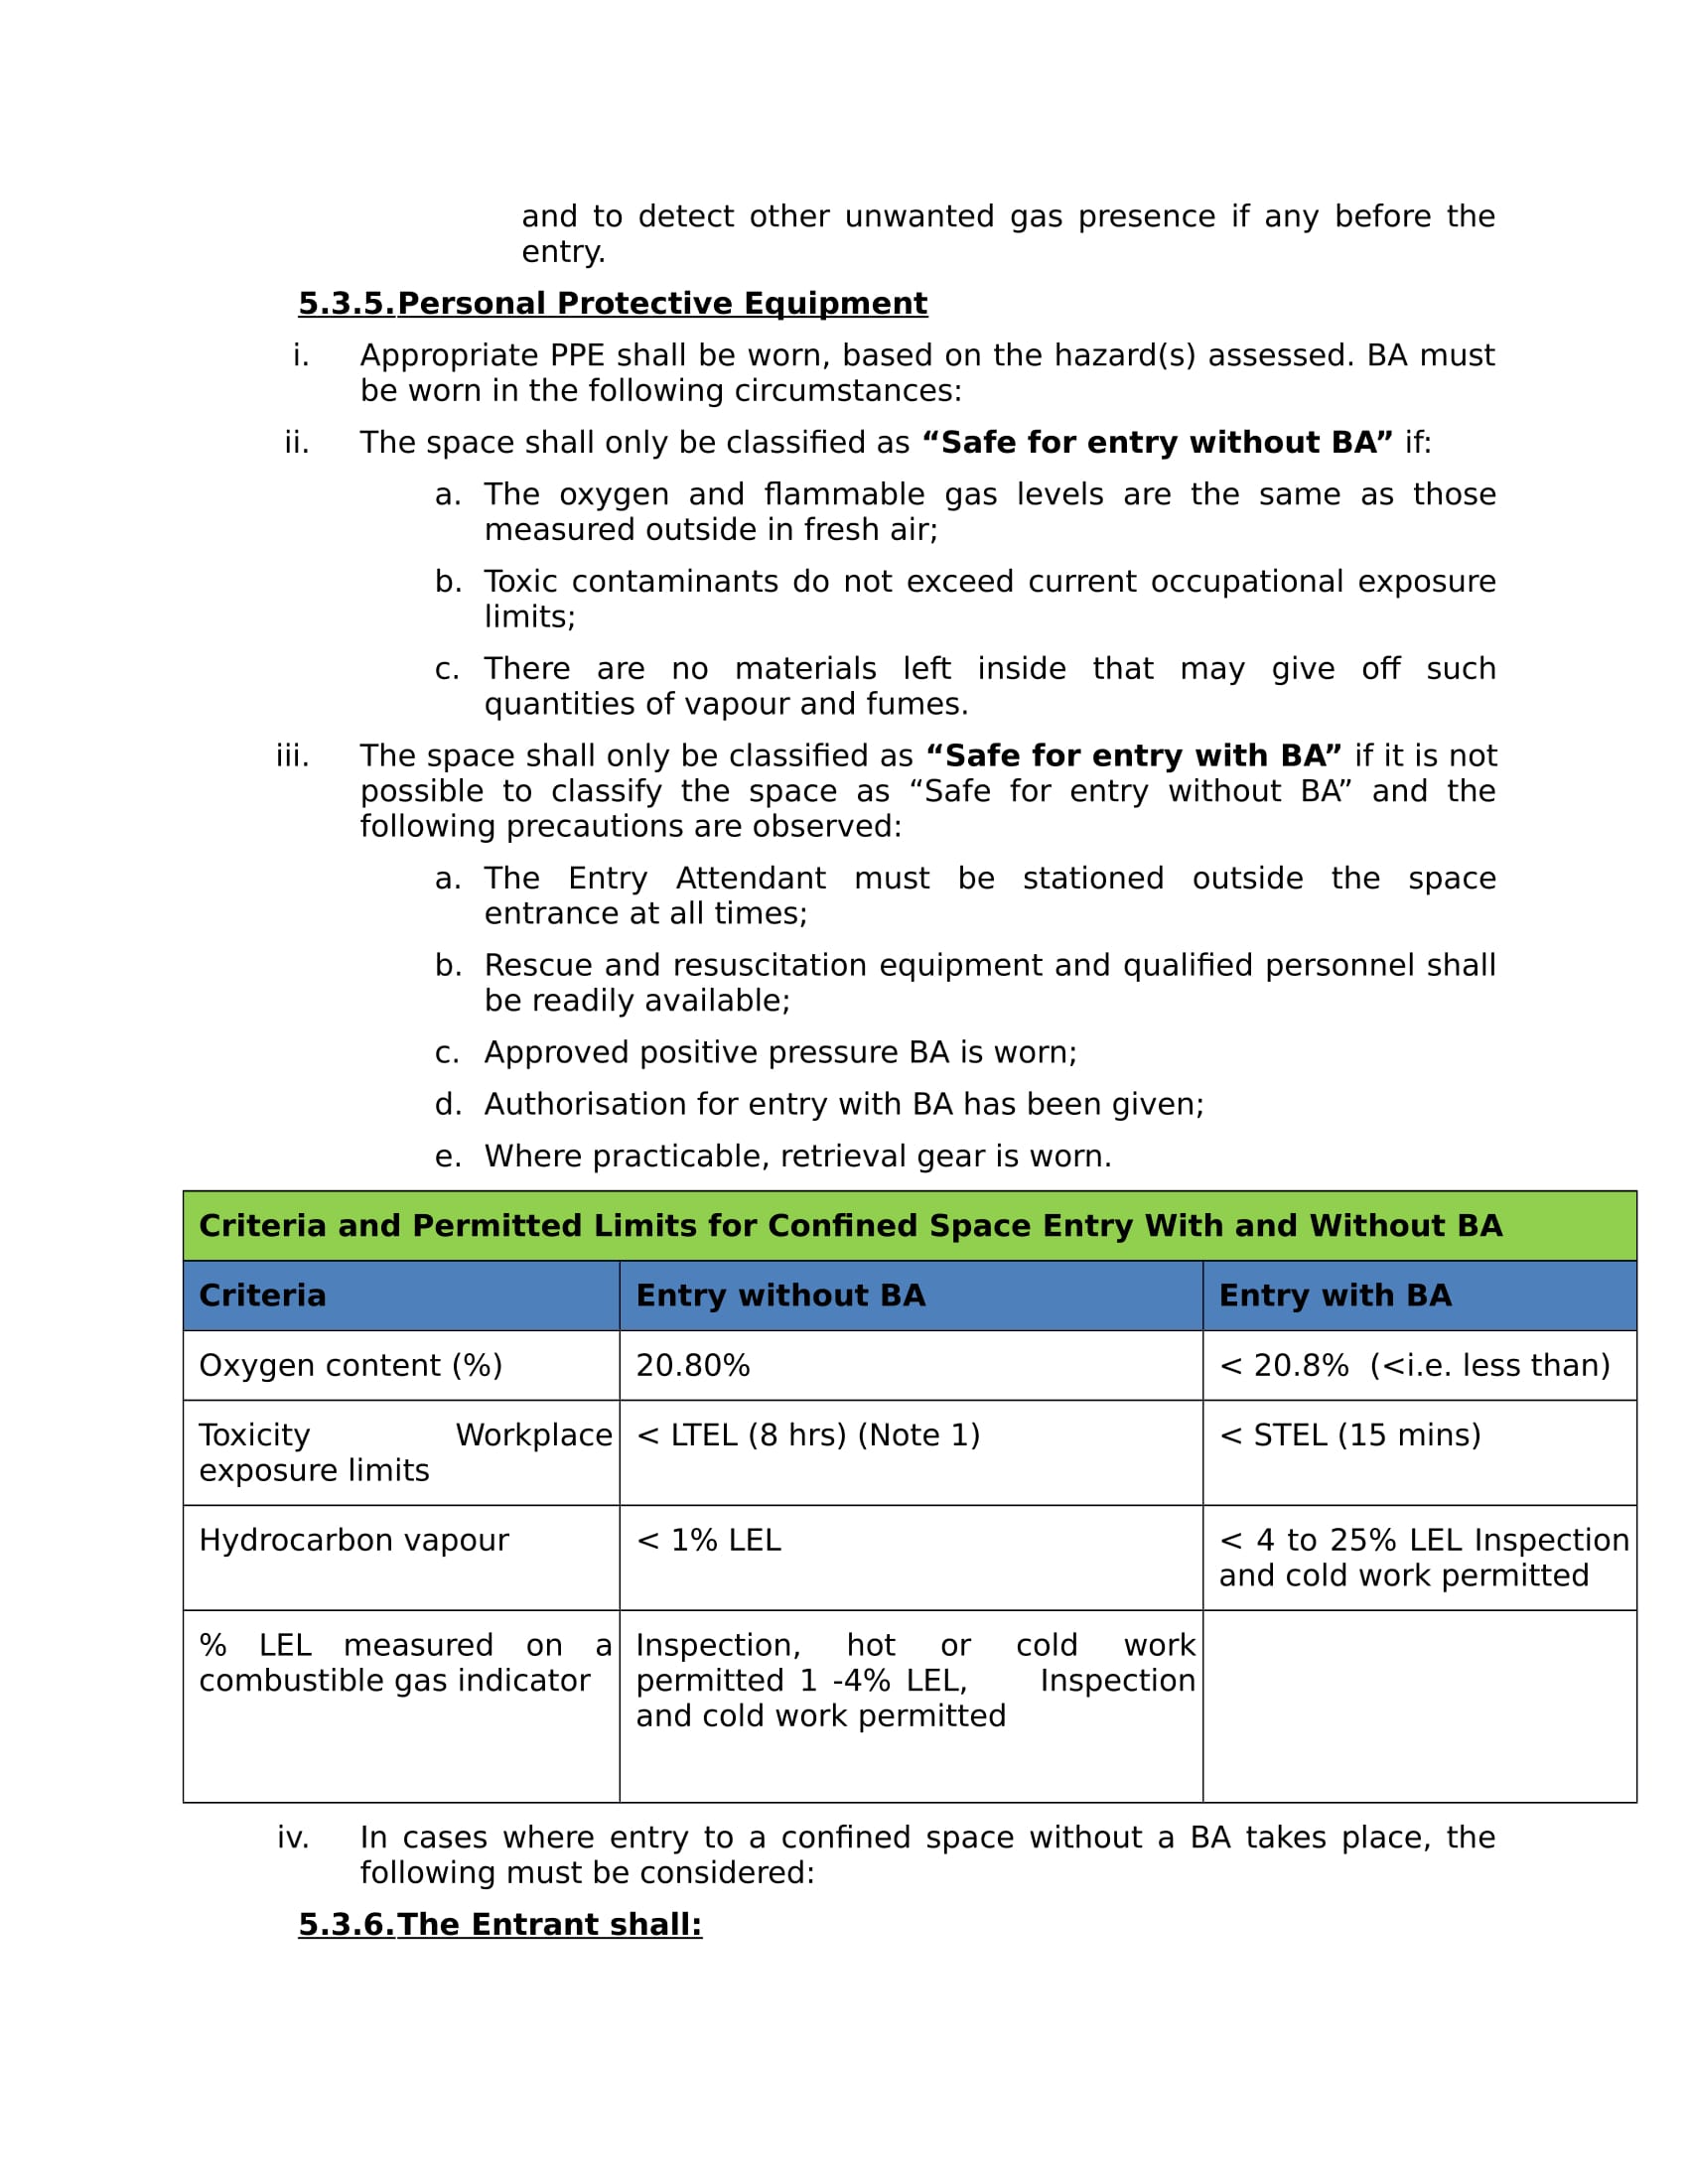 and to detect other unwanted gas presence if any before the
entry.
5.3.5. Personal Protective Equipment
i. Appropriate PPE shall be worn, based on the hazard(s) assessed. BA must
be worn in the following circumstances:
ii. The space shall only be classified as “Safe for entry without BA” if:
a. The oxygen and flammable gas levels are the same as those
measured outside in fresh air;
b. Toxic contaminants do not exceed current occupational exposure
limits;
c. There are no materials left inside that may give off such
quantities of vapour and fumes.
iii. The space shall only be classified as “Safe for entry with BA” if it is not
possible to classify the space as “Safe for entry without BA” and the
following precautions are observed:
a. The Entry Attendant must be stationed outside the space
entrance at all times;
b. Rescue and resuscitation equipment and qualified personnel shall
be readily available;
c. Approved positive pressure BA is worn;
d. Authorisation for entry with BA has been given;
e. Where practicable, retrieval gear is worn.
Criteria and Permitted Limits for Confined Space Entry With and Without BA
Criteria Entry without BA Entry with BA
Oxygen content (%) 20.80% < 20.8% (<i.e. less than)
Toxicity Workplace < LTEL (8 hrs) (Note 1) < STEL (15 mins)
exposure limits
Hydrocarbon vapour < 1% LEL < 4 to 25% LEL Inspection
and cold work permitted
% LEL measured on a Inspection, hot or cold work
combustible gas indicator permitted 1 -4% LEL, Inspection
and cold work permitted
iv. In cases where entry to a confined space without a BA takes place, the
following must be considered:
5.3.6. The Entrant shall: